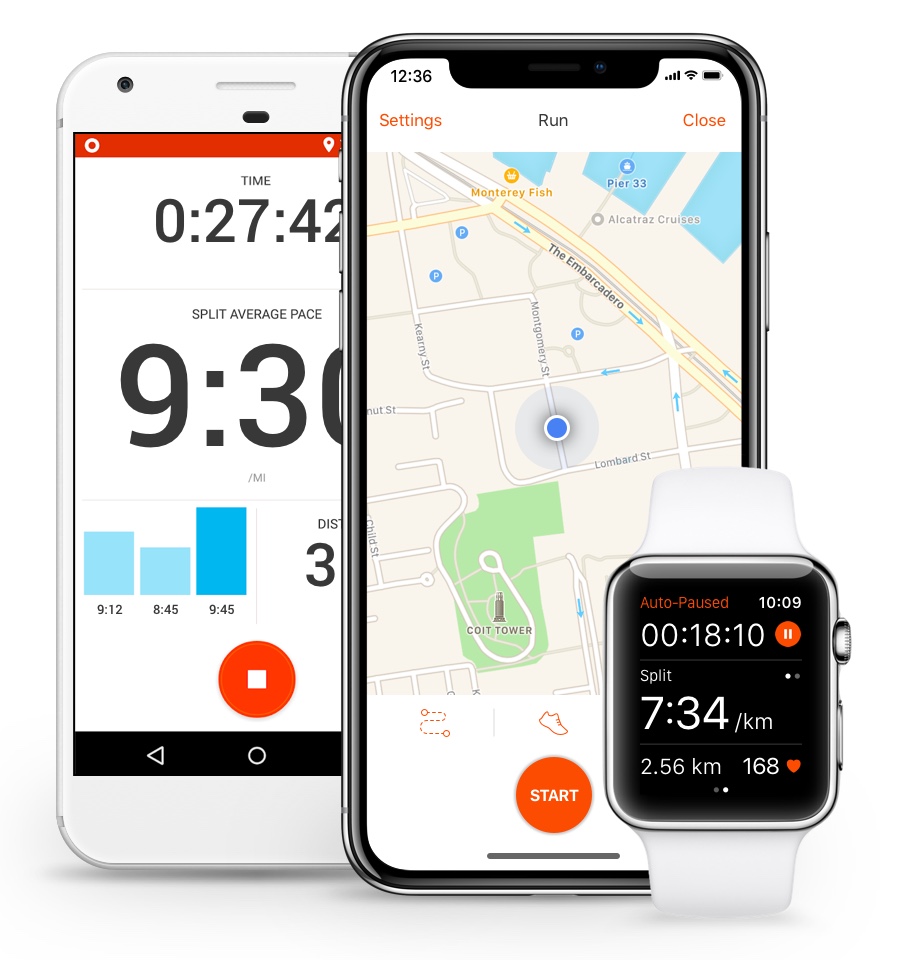 TIME
0:27:42
SPLIT AVERAGE PACE
9:30
/MI
9:12
8:45
9:45
3
12:36
Settings
Run
Close
Monterey Fish
Pier 33
Alcatraz Cruises
P
P
The Embarcadero
P
Kearny St
Montgomery St
nut St
Lombard St
Child St
COIT TOWER
START
Auto-Paused 10:09
00:18:10
Split
7:34 /km
2.56 km 168